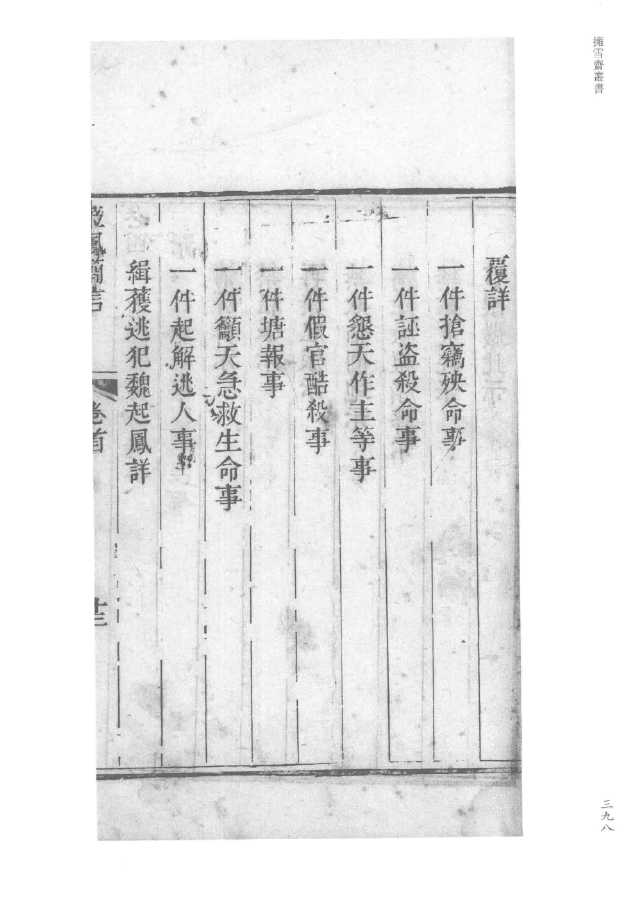 擁雪齋叢書
覆詳
一件搶竊殃命事
一件誣盜殺命事
一件懇天作主等事
一件假官酷殺事
一件塘報事
一件籲天急救生命事
一件起解逃人事
緝獲逃犯魏起鳳詳
卷首
十三
三九八